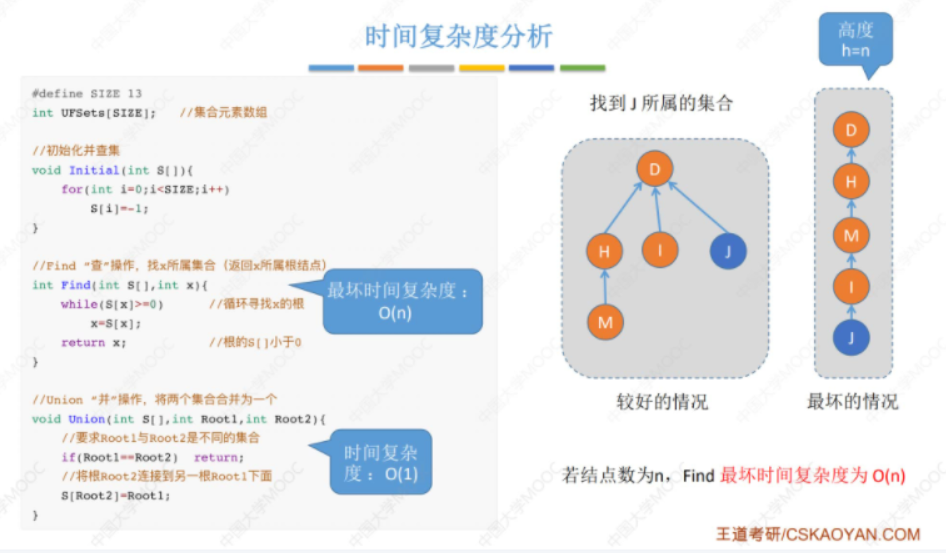 时间复杂度分析
#define SIZE 13
int UFSets[SIZE];    //集合元素数组
//初始化并查集
void Initial(int S[]){
    for(int i=0;i<SIZE;i++)
        S[i]=-1;
}
//Find “查”操作，找x所属集合（返回x所属根结点）
int Find(int S[],int x){
    while(S[x]>=0)        //循环寻找x的根
        x=S[x];
    return x;             //根的S[]小于0
}
//Union “并”操作，将两个集合合并为一个
void Union(int S[],int Root1,int Root2){
    //要求Root1与Root2是不同的集合
    if(Root1==Root2)  return;
    //将根Root2连接到另一根Root1下面
    S[Root2]=Root1;
}
最坏时间复杂度：
O(n)
时间复杂
度：O(1)
找到 J 所属的集合
D
H
I
J
M
较好的情况
高度
h=n
D
H
M
I
J
最坏的情况
若结点数为n，Find 最坏时间复杂度为 O(n)
王道考研/CSKAOYAN.COM
中国大学MOOC